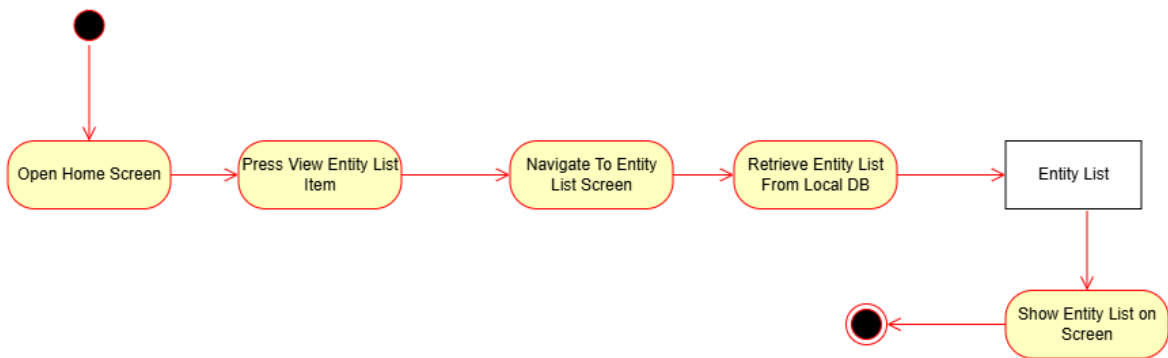 Open Home Screen
Press View Entity List
Item
Navigate To Entity
List Screen
Retrieve Entity List
From Local DB
Entity List
Show Entity List on
Screen